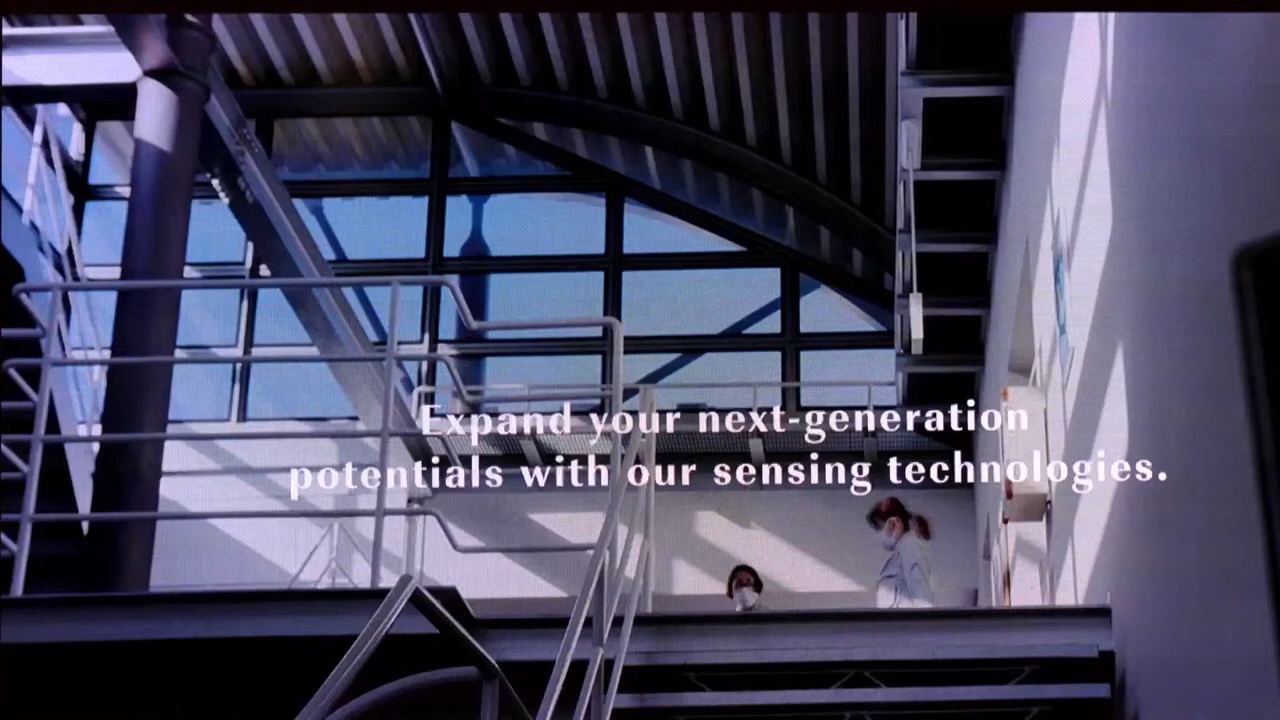 Expand your next-generation
potentials with our sensing technologies.